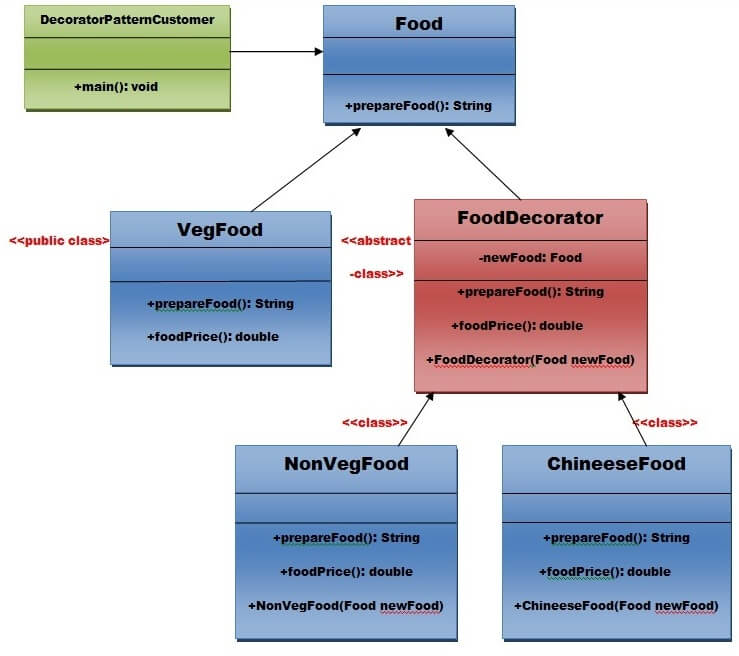 DecoratorPatternCustomer
+main(): void
Food
+prepareFood(): String
<<public class>
VegFood
+prepareFood(): String
+foodPrice(): double
<<abstract
-class>>
FoodDecorator
-newFood: Food
+prepareFood(): String
+foodPrice(): double
+FoodDecorator(Food newFood)
<<class>>
<<class>>
NonVegFood
+prepareFood(): String
+foodPrice(): double
+NonVegFood(Food newFood)
ChineeseFood
+prepareFood(): String
+foodPrice(): double
+ChineeseFood(Food newFood)